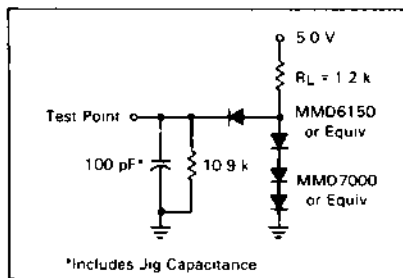 5.0 V
RL = 1.2 k
MMD6150
or Equiv
Test Point
100 pF*
10.9 k
MMD7000
or Equiv
*Includes Jig Capacitance